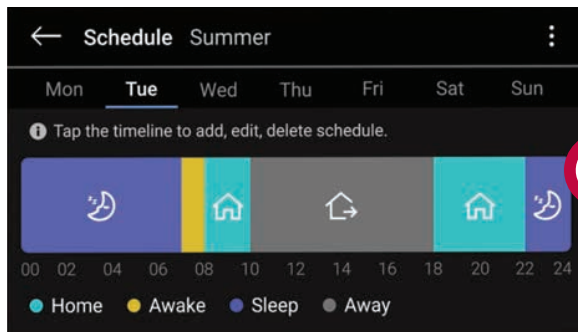 Schedule Summer
Mon Tue Wed Thu Fri Sat Sun
Tap the timeline to add, edit, delete schedule.
00 02 04 06 08 10 12 14 16 18 20 22 24
Home Awake Sleep Away